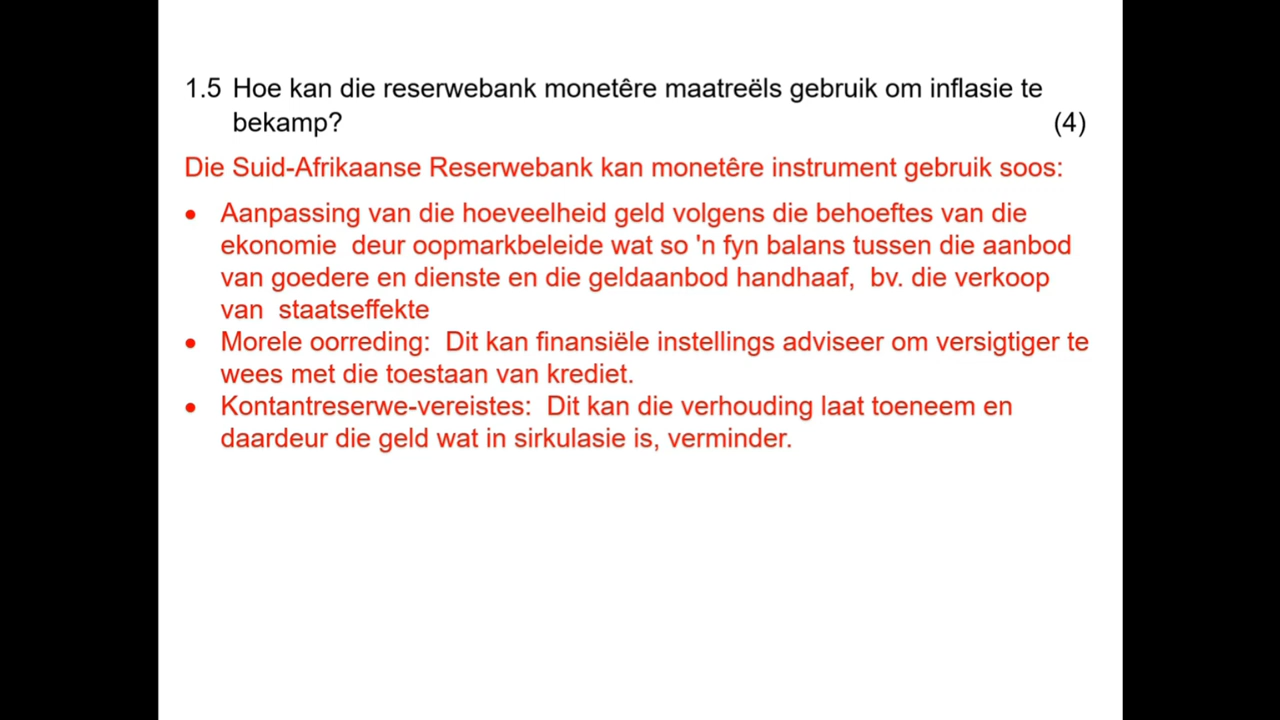 1.5 Hoe kan die reserwebank monetêre maatreëls gebruik om inflasie te
bekamp? (4)
Die Suid-Afrikaanse Reserwebank kan monetêre instrument gebruik soos:
• Aanpassing van die hoeveelheid geld volgens die behoeftes van die
ekonomie deur oopmarkbeleide wat so 'n fyn balans tussen die aanbod
van goedere en dienste en die geldaanbod handhaaf, bv. die verkoop
van staatseffekte
• Morele oorreding: Dit kan finansiële instellings adviseer om versigtiger te
wees met die toestaan van krediet.
• Kontantreserwe-vereistes: Dit kan die verhouding laat toeneem en
daardeur die geld wat in sirkulasie is, verminder.